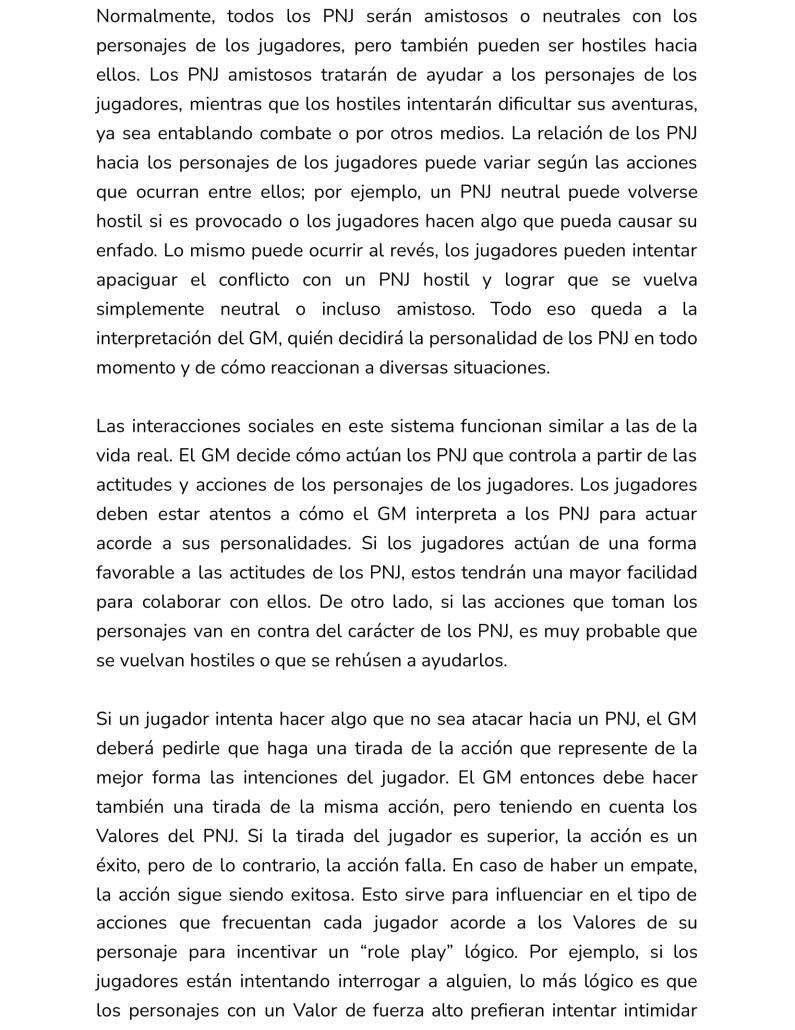 Normalmente, todos los PNJ serán amistosos o neutrales con los
personajes de los jugadores, pero también pueden ser hostiles hacia
ellos. Los PNJ amistosos tratarán de ayudar a los personajes de los
jugadores, mientras que los hostiles intentarán dificultar sus aventuras,
ya sea entablando combate o por otros medios. La relación de los PNJ
hacia los personajes de los jugadores puede variar según las acciones
que ocurran entre ellos; por ejemplo, un PNJ neutral puede volverse
hostil si es provocado o los jugadores hacen algo que pueda causar su
enfado. Lo mismo puede ocurrir al revés, los jugadores pueden intentar
apaciguar el conflicto con un PNJ hostil y lograr que se vuelva
simplemente neutral o incluso amistoso. Todo eso queda a la
interpretación del GM, quién decidirá la personalidad de los PNJ en todo
momento y de cómo reaccionan a diversas situaciones.

Las interacciones sociales en este sistema funcionan similar a las de la
vida real. El GM decide cómo actúan los PNJ que controla a partir de las
actitudes y acciones de los personajes de los jugadores. Los jugadores
deben estar atentos a cómo el GM interpreta a los PNJ para actuar
acorde a sus personalidades. Si los jugadores actúan de una forma
favorable a las actitudes de los PNJ, estos tendrán una mayor facilidad
para colaborar con ellos. De otro lado, si las acciones que toman los
personajes van en contra del carácter de los PNJ, es muy probable que
se vuelvan hostiles o que se rehúsen a ayudarlos.

Si un jugador intenta hacer algo que no sea atacar hacia un PNJ, el GM
deberá pedirle que haga una tirada de la acción que represente de la
mejor forma las intenciones del jugador. El GM entonces debe hacer
también una tirada de la misma acción, pero teniendo en cuenta los
Valores del PNJ. Si la tirada del jugador es superior, la acción es un
éxito, pero de lo contrario, la acción falla. En caso de haber un empate,
la acción sigue siendo exitosa. Esto sirve para influenciar en el tipo de
acciones que frecuentan cada jugador acorde a los Valores de su
personaje para incentivar un “role play” lógico. Por ejemplo, si los
jugadores están intentando interrogar a alguien, lo más lógico es que
los personajes con un Valor de fuerza alto prefieran intentar intimidar